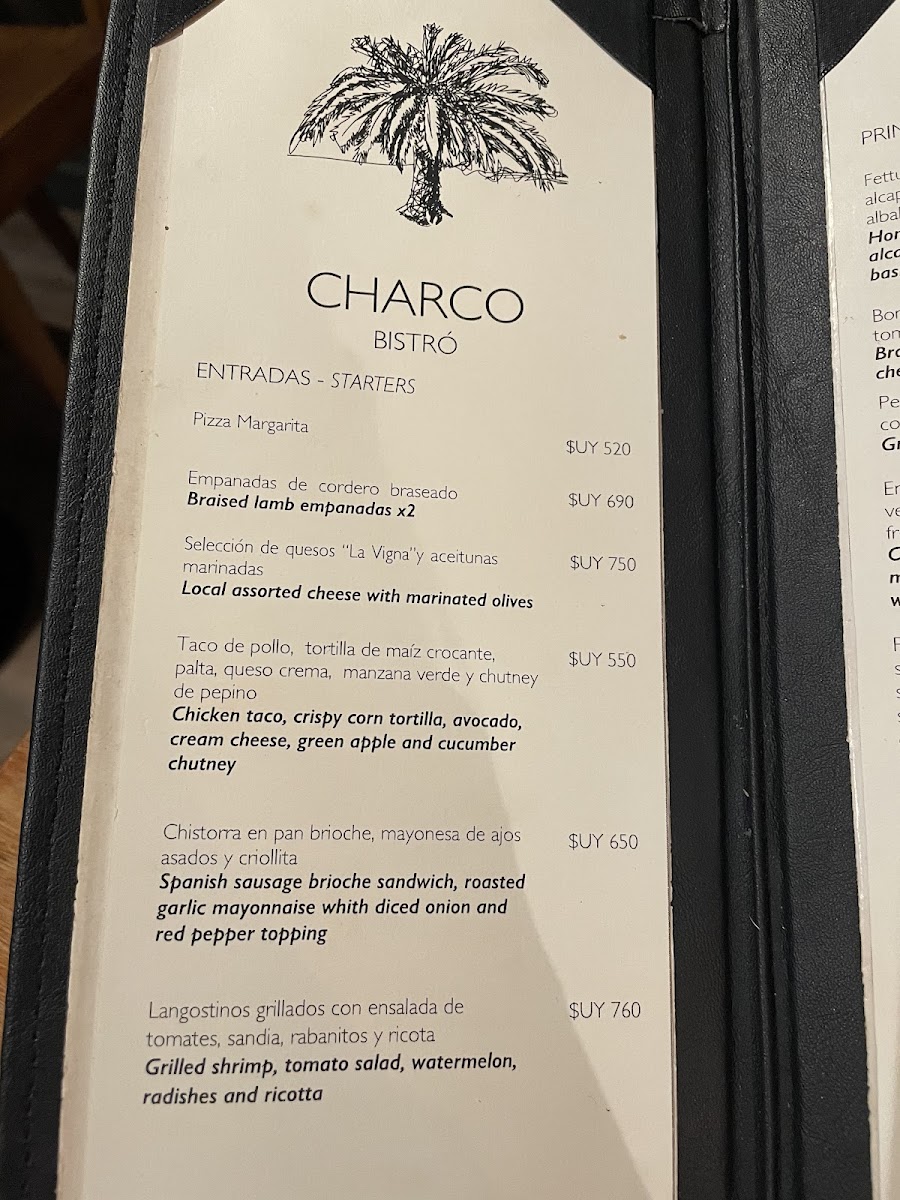 CHARCO
BISTRÓ
ENTRADAS - STARTERS
Pizza Margarita
$UY 520
Empanadas de cordero braseado
Braised lamb empanadas x2
$UY 690
Selección de quesos "La Vigna"y aceitunas
marinadas
Local assorted cheese with marinated olives
$UY 750
Taco de pollo, tortilla de maíz crocante,
palta, queso crema, manzana verde y chutney
de pepino
Chicken taco, crispy corn tortilla, avocado,
cream cheese, green apple and cucumber
chutney
$UY 550
Chistorra en pan brioche, mayonesa de ajos
asados y criollita
Spanish sausage brioche sandwich, roasted
garlic mayonnaise whith diced onion and
red pepper topping
$UY 650
Langostinos grillados con ensalada de
tomates, sandia, rabanitos y ricota
Grilled shrimp, tomato salad, watermelon,
radishes and ricotta
$UY 760